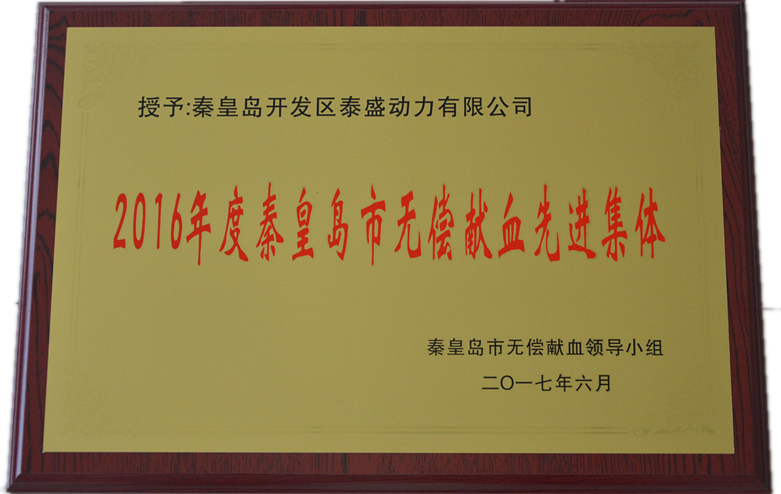 授予:秦皇岛开发区泰盛动力有限公司
2016年度秦皇岛市无偿献血先进集体
秦皇岛市无偿献血领导小组
二〇一七年六月